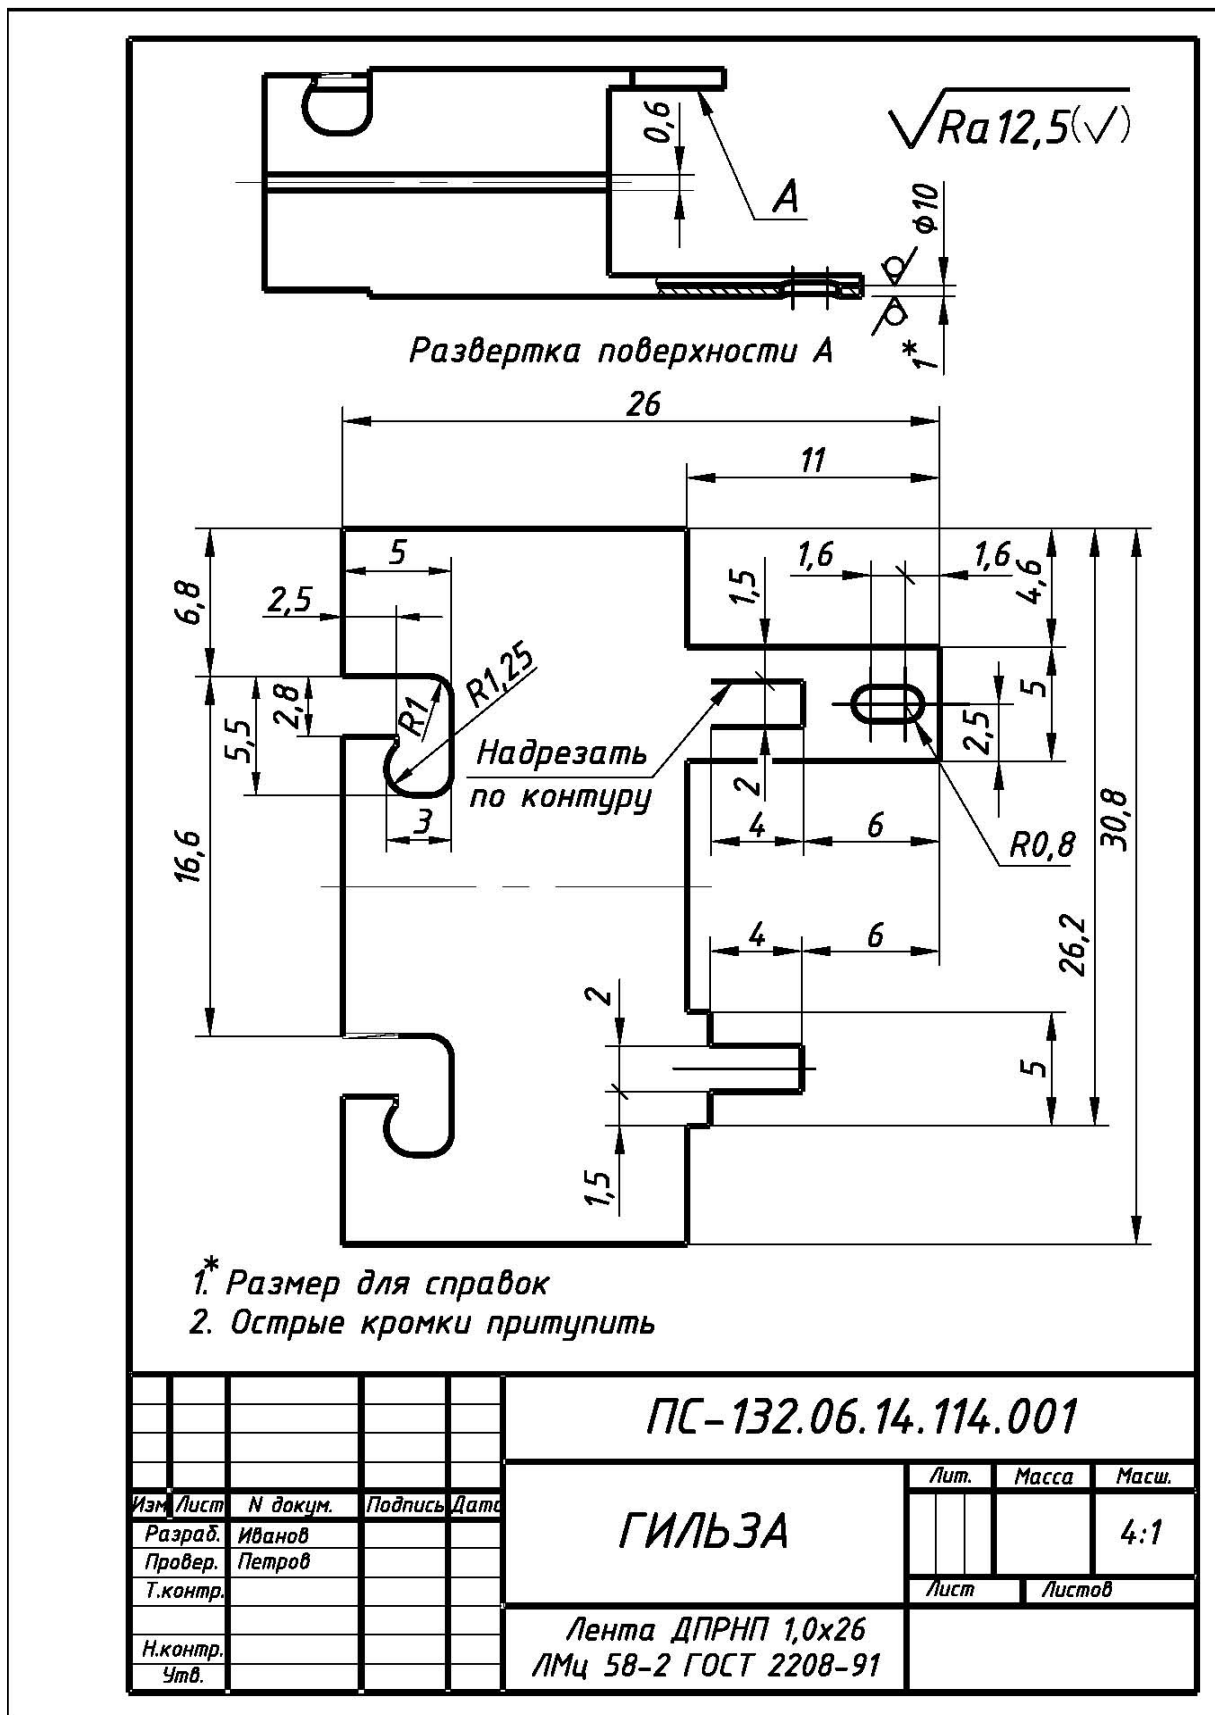 0,6
√Ra12,5(√)
А
Ф10
1*
Развертка поверхности А
26
11
5
1,6
1,6
6,8
2,5
1,5
4,6
R1,25
2,8
R1
5,5
5
2,5
Надрезать
по контуру
2
3
4
6
R0,8
30,8
16,6
4
6
26,2
2
5
1,5
1.* Размер для справок
2. Острые кромки притупить
ПС-132.06.14.114.001
Лит. Масса Масш.
Изм Лист N докум. Подпись Дата
ГИЛЬЗА
4:1
Разраб. Иванов
Провер. Петров
Т.контр.
Лист Листов
Лента ДПРНП 1,0х26
ЛМц 58-2 ГОСТ 2208-91
Н.контр.
Утв.